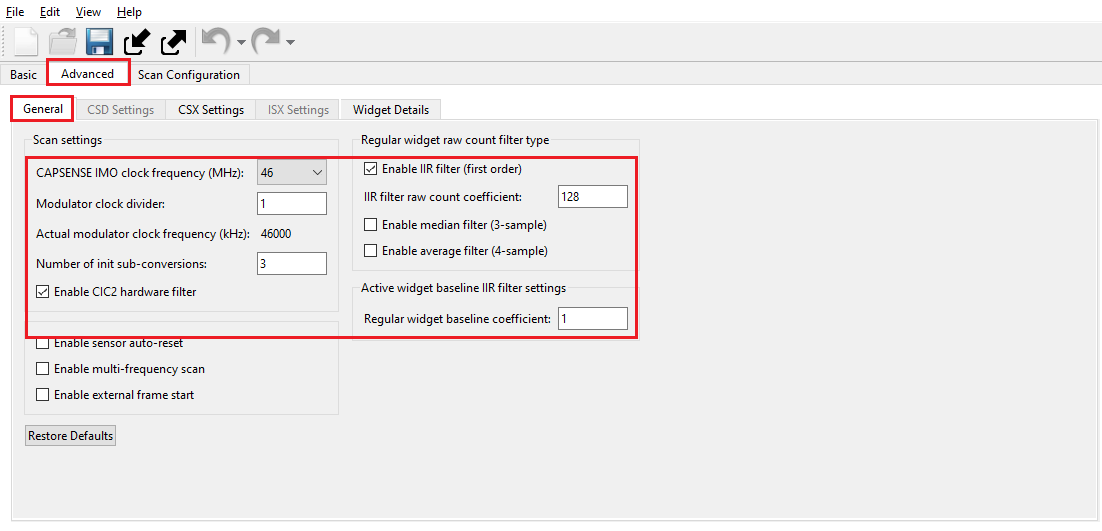 File Edit View Help
Basic Advanced Scan Configuration
General CSD Settings CSX Settings ISX Settings Widget Details
Scan settings
CAPSENSE IMO clock frequency (MHz): 46
Modulator clock divider: 1
Actual modulator clock frequency (kHz): 46000
Number of init sub-conversions: 3
Enable CIC2 hardware filter
Enable sensor auto-reset
Enable multi-frequency scan
Enable external frame start
Restore Defaults
Regular widget raw count filter type
Enable IIR filter (first order)
IIR filter raw count coefficient: 128
Enable median filter (3-sample)
Enable average filter (4-sample)
Active widget baseline IIR filter settings
Regular widget baseline coefficient: 1